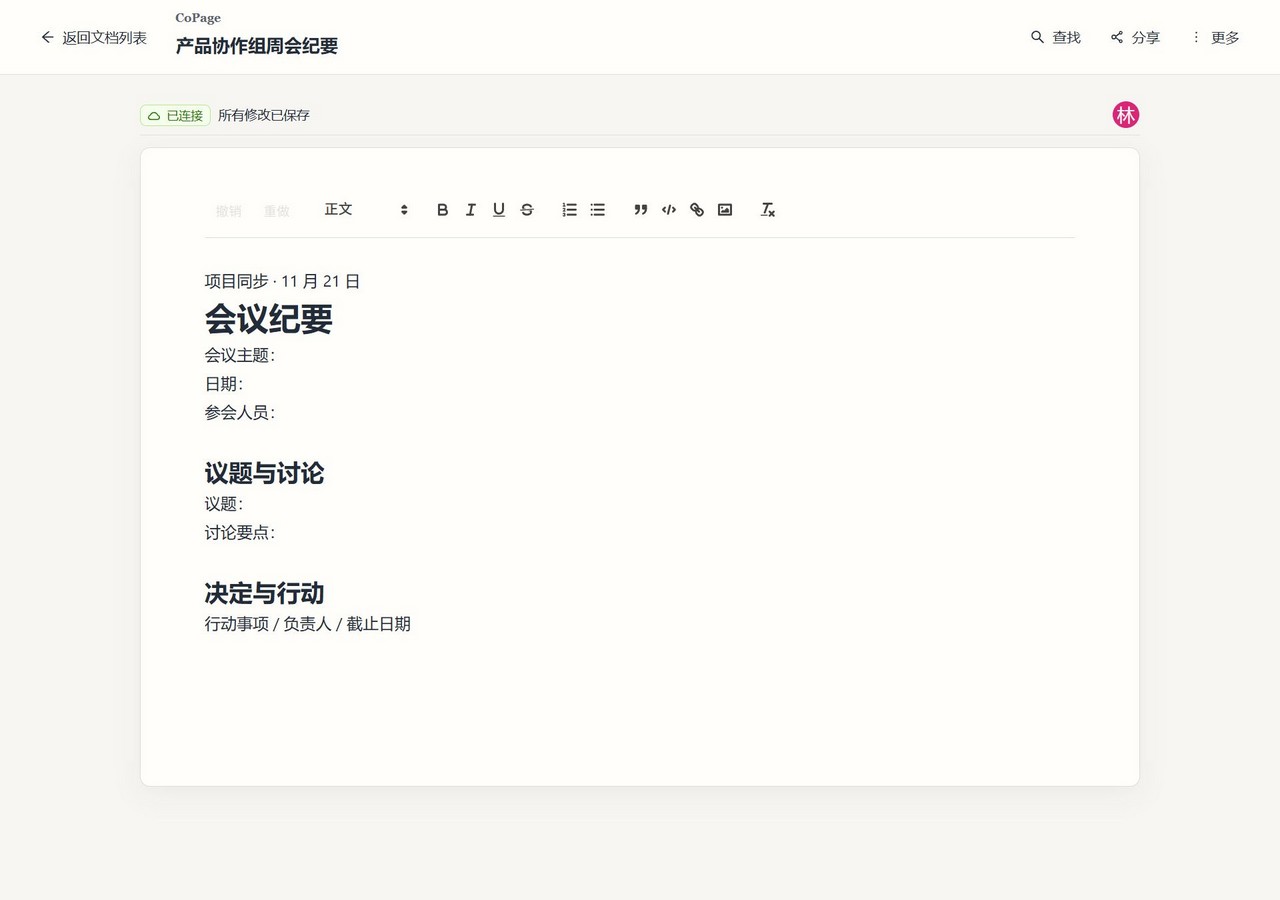 CoPage
返回文档列表
产品协作组周会纪要
查找
分享
更多
已连接
所有修改已保存
林
撤销
重做
正文
项目同步 · 11 月 21 日
会议纪要
会议主题：
日期：
参会人员：
议题与讨论
议题：
讨论要点：
决定与行动
行动事项 / 负责人 / 截止日期